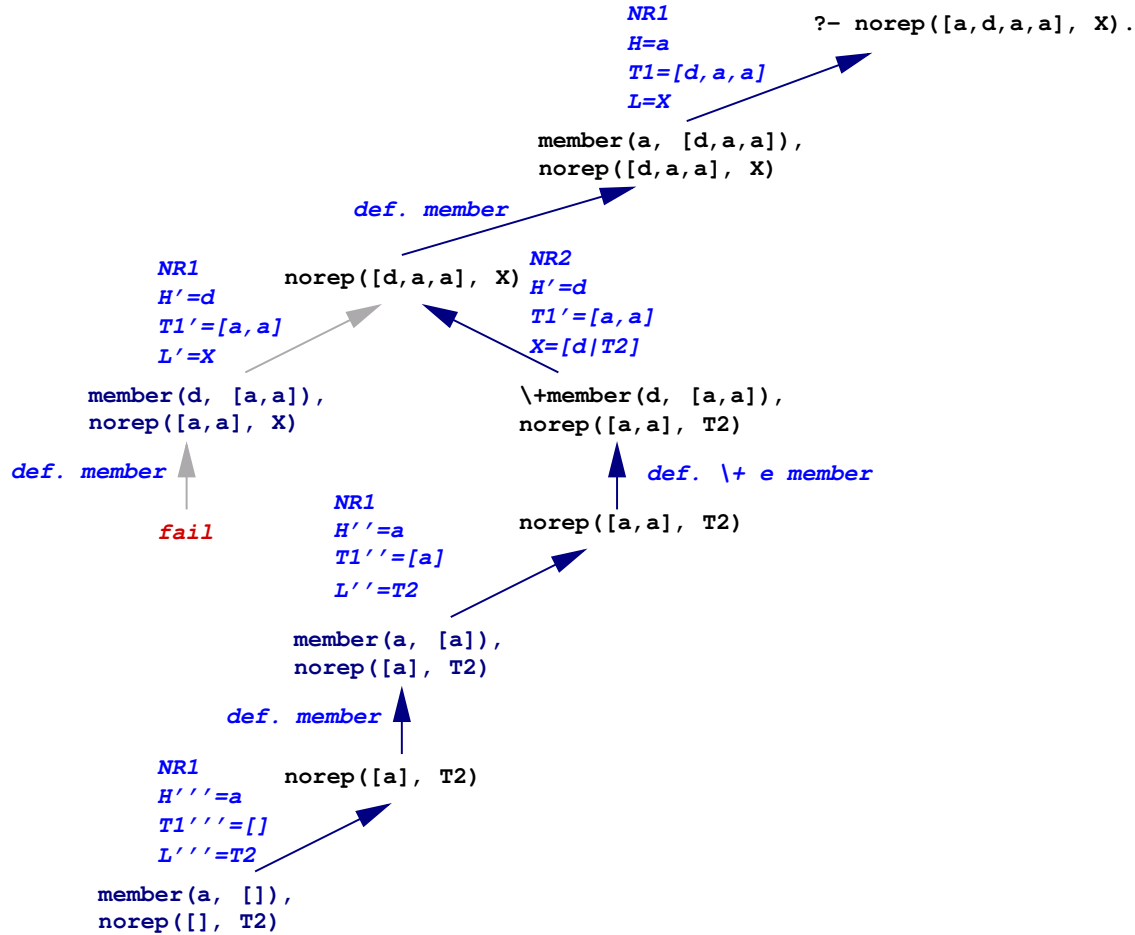 ?– norep([a,d,a,a], X).
NR1
H=a
T1=[d,a,a]
L=X
member(a, [d,a,a]),
norep([d,a,a], X)
def. member
norep([d,a,a], X)
NR1
H'=d
T1'=[a,a]
L'=X
NR2
H'=d
T1'=[a,a]
X=[d|T2]
member(d, [a,a]),
norep([a,a], X)
\+member(d, [a,a]),
norep([a,a], T2)
def. member
def. \+ e member
fail
norep([a,a], T2)
NR1
H''=a
T1''=[a]
L''=T2
member(a, [a]),
norep([a], T2)
def. member
norep([a], T2)
NR1
H'''=a
T1'''=[]
L'''=T2
member(a, []),
norep([], T2)